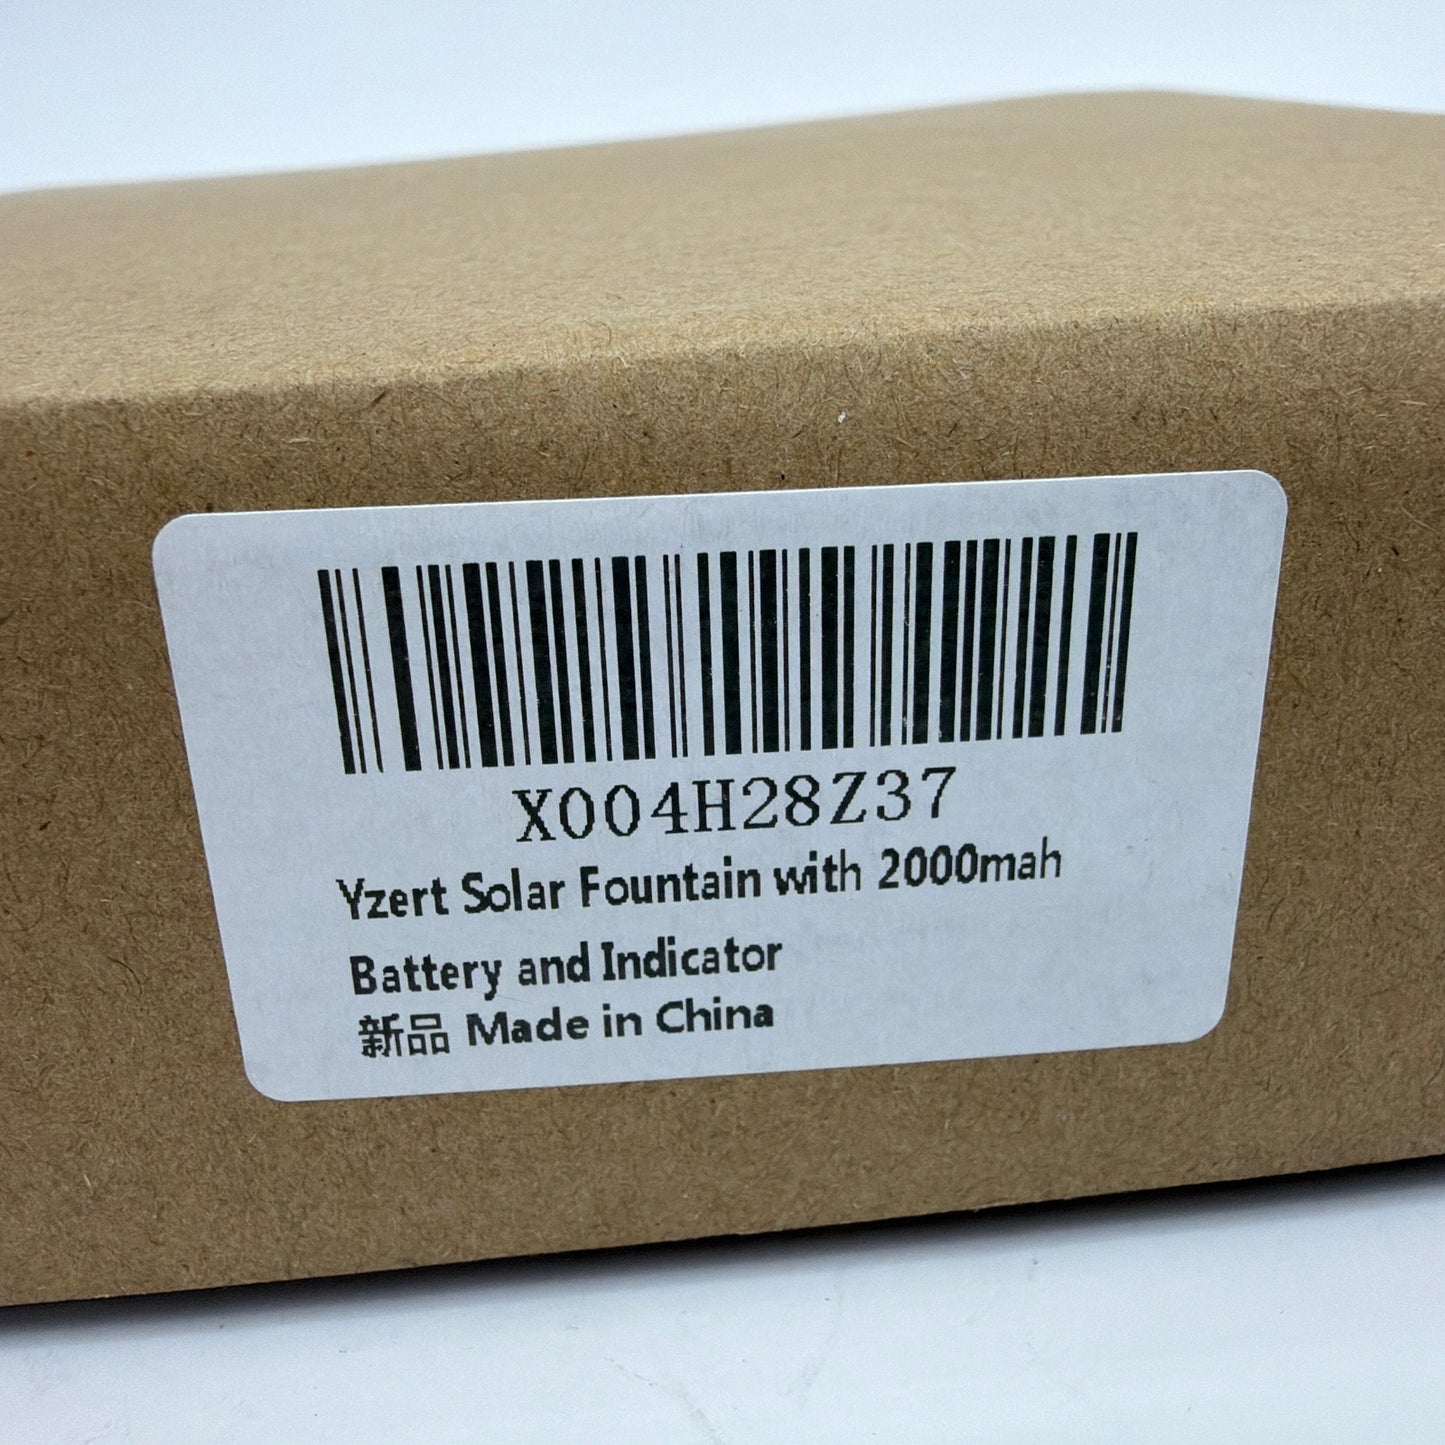 X004H28Z37
Yzert Solar Fountain with 2000mah
Battery and Indicator
新品 Made in China